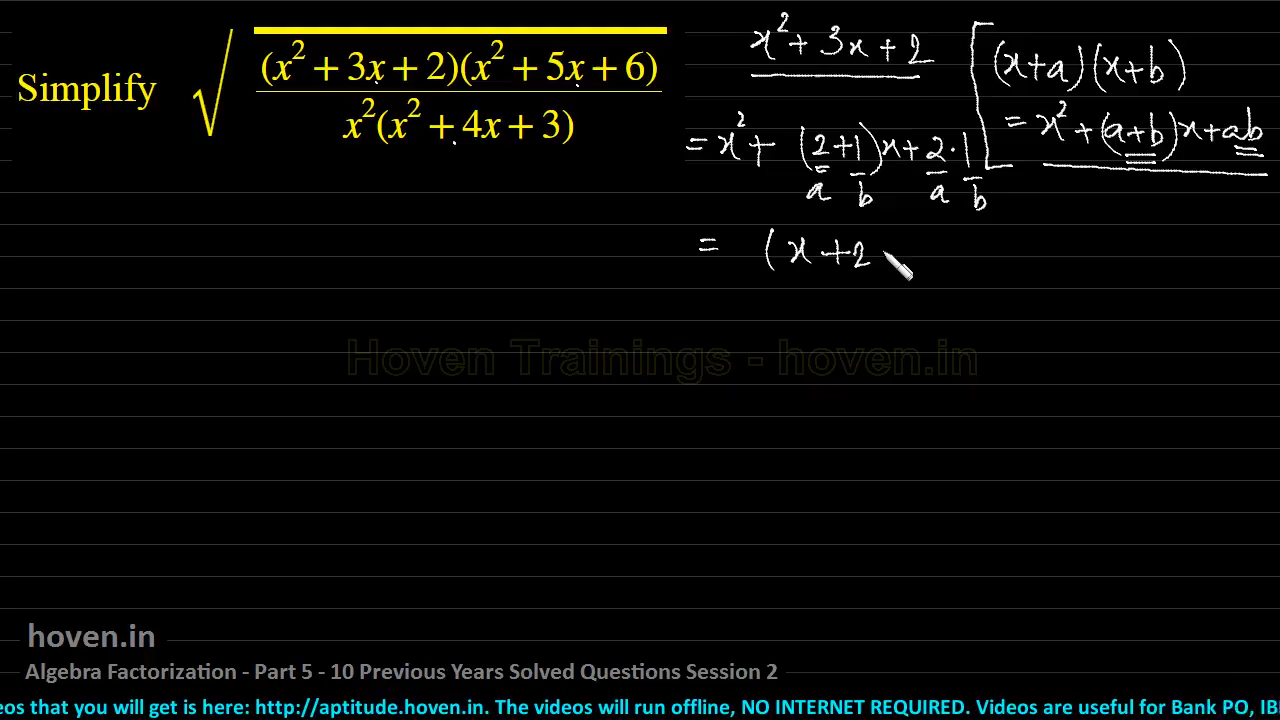 Simplify √((x² + 3x + 2)(x² + 5x + 6) / x²(x² + 4x + 3))
x² + 3x + 2
= x² + (2 + 1)x + 2·1
a b a b
= (x + 2
(x+a)(x+b)
= x² + (a+b)x + ab
Hoven Trainings - hoven.in
hoven.in
Algebra Factorization - Part 5 - 10 Previous Years Solved Questions Session 2
eos that you will get is here: http://aptitude.hoven.in. The videos will run offline, NO INTERNET REQUIRED. Videos are useful for Bank PO, IB